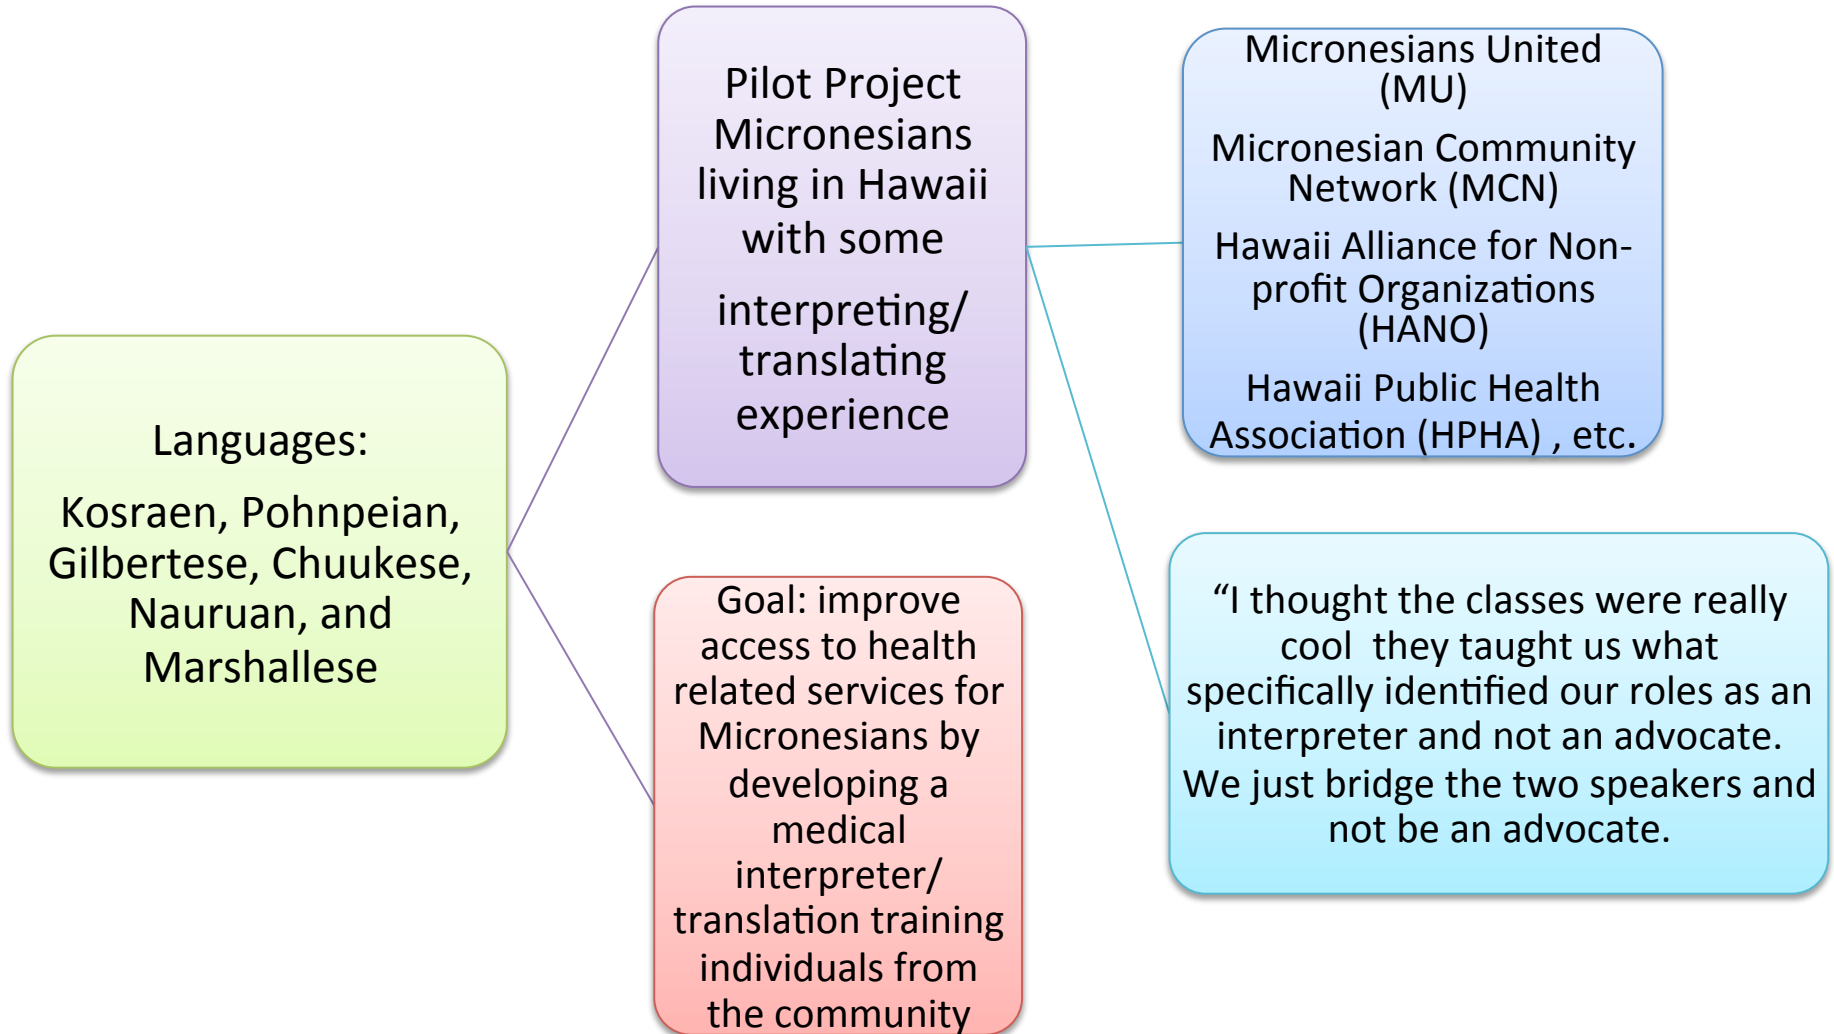 Languages:
Kosraen, Pohnpeian,
Gilbertese, Chuukese,
Nauruan, and
Marshallese
Pilot Project
Micronesians
living in Hawaii
with some
interpreting/
translating
experience
Goal: improve
access to health
related services for
Micronesians by
developing a
medical
interpreter/
translation training
individuals from
the community
Micronesians United
(MU)
Micronesian Community
Network (MCN)
Hawaii Alliance for Non-
profit Organizations
(HANO)
Hawaii Public Health
Association (HPHA) , etc.
“I thought the classes were really
cool  they taught us what
specifically identified our roles as an
interpreter and not an advocate.
We just bridge the two speakers and
not be an advocate.